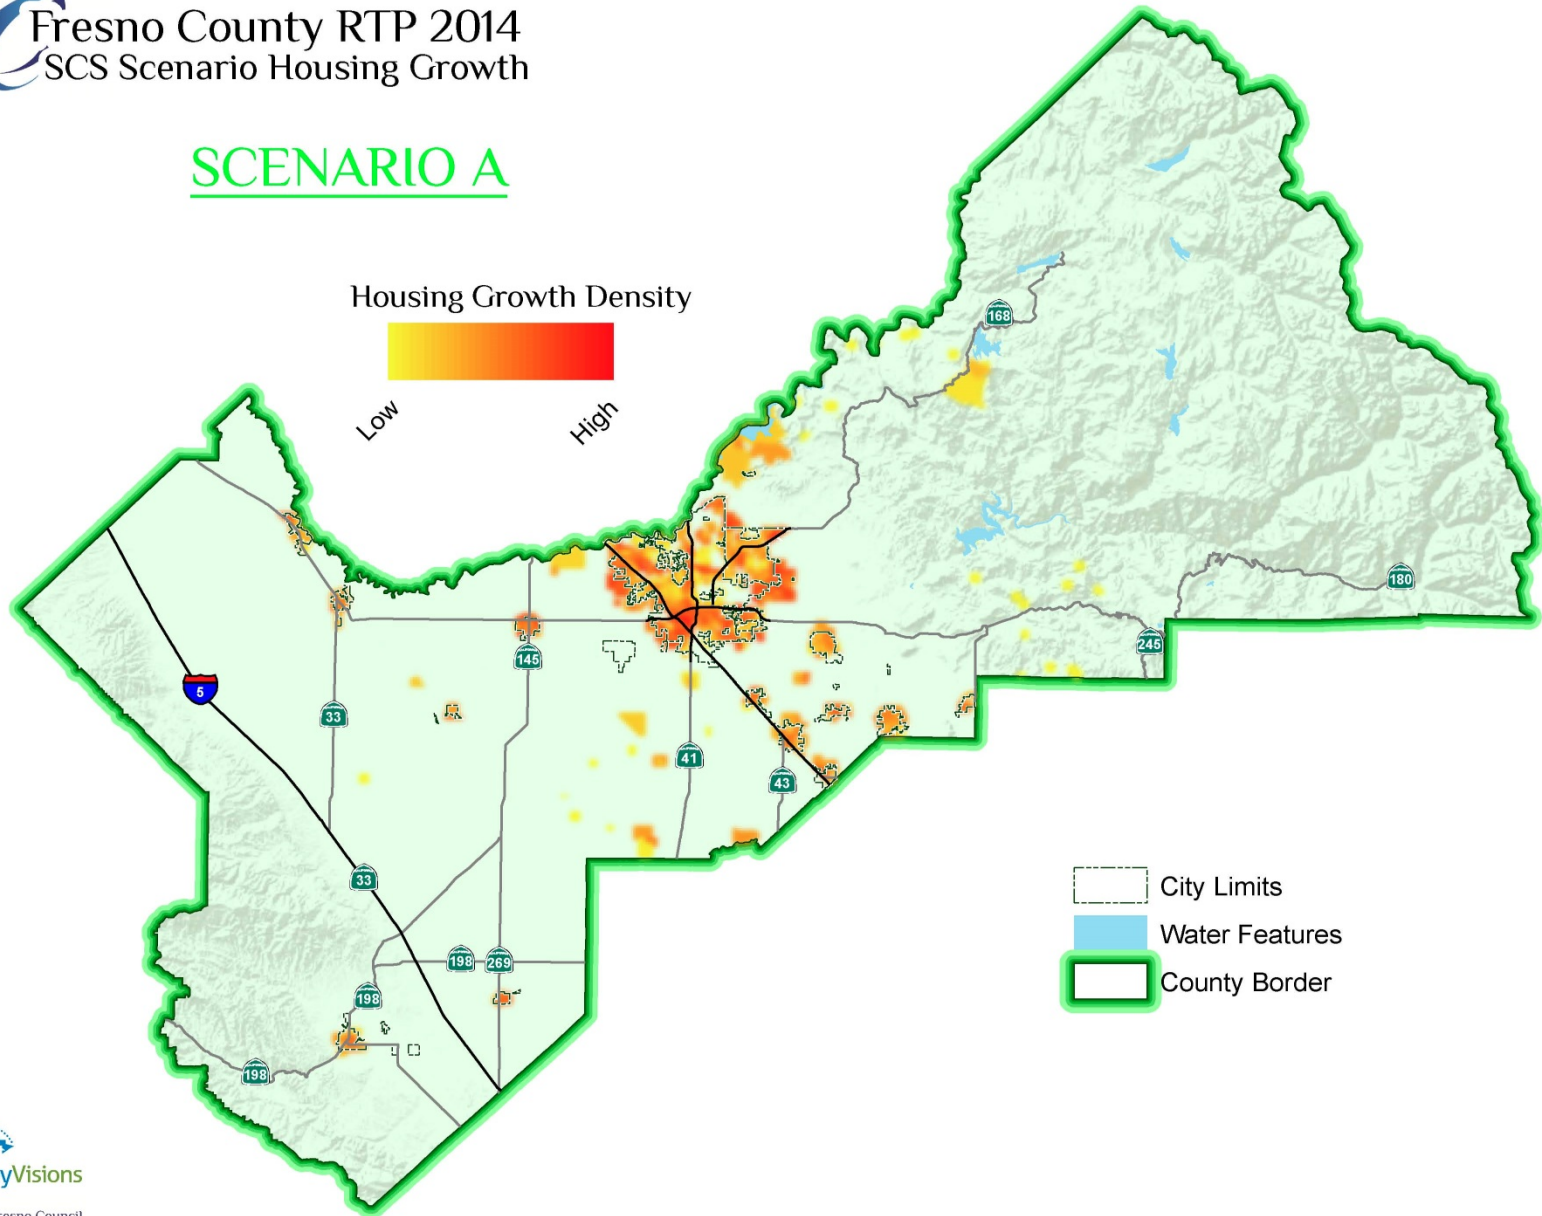 Fresno County RTP 2014
SCS Scenario Housing Growth
SCENARIO A
Housing Growth Density
Low
High
168
180
245
145
5
33
41
43
33
198
269
198
198
City Limits
Water Features
County Border
yVisions
Council